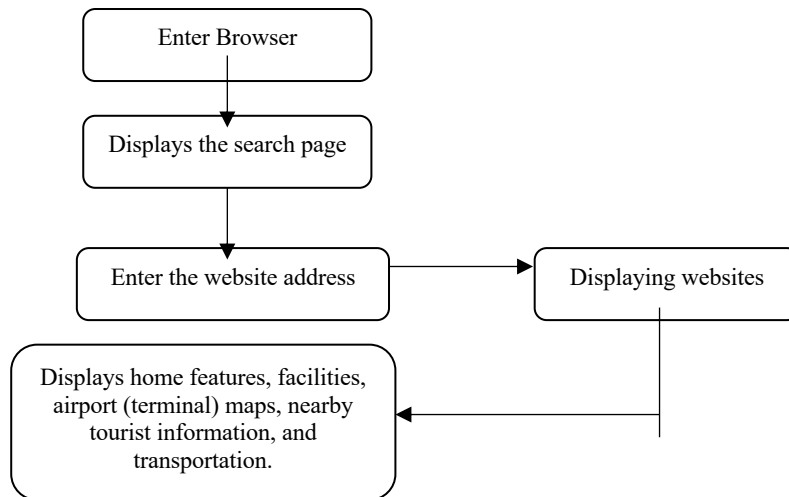 Enter Browser
Displays the search page
Enter the website address
Displaying websites
Displays home features, facilities,
airport (terminal) maps, nearby
tourist information, and
transportation.